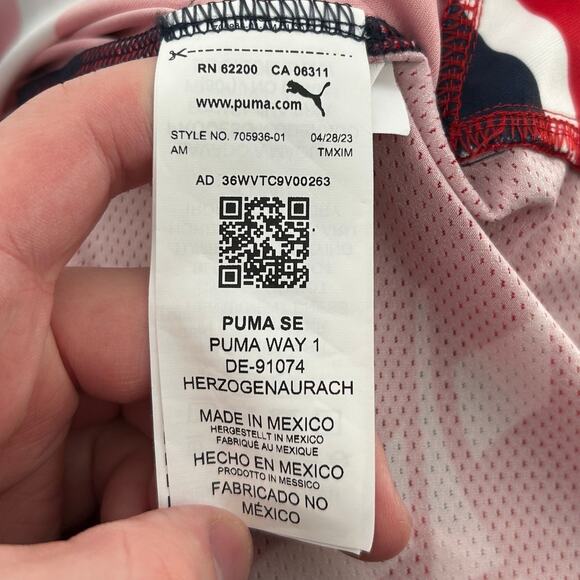 RN 62200 CA 06311
www.puma.com
STYLE NO. 705936-01 04/28/23
AM TMXIM
AD 36WVTC9V00263
PUMA SE
PUMA WAY 1
DE-91074
HERZOGENAURACH
MADE IN MEXICO
HERGESTELLT IN MEXICO
FABRIQUÉ AU MEXIQUE
HECHO EN MEXICO
PRODOTTO IN MESSICO
FABRICADO NO
MÉXICO